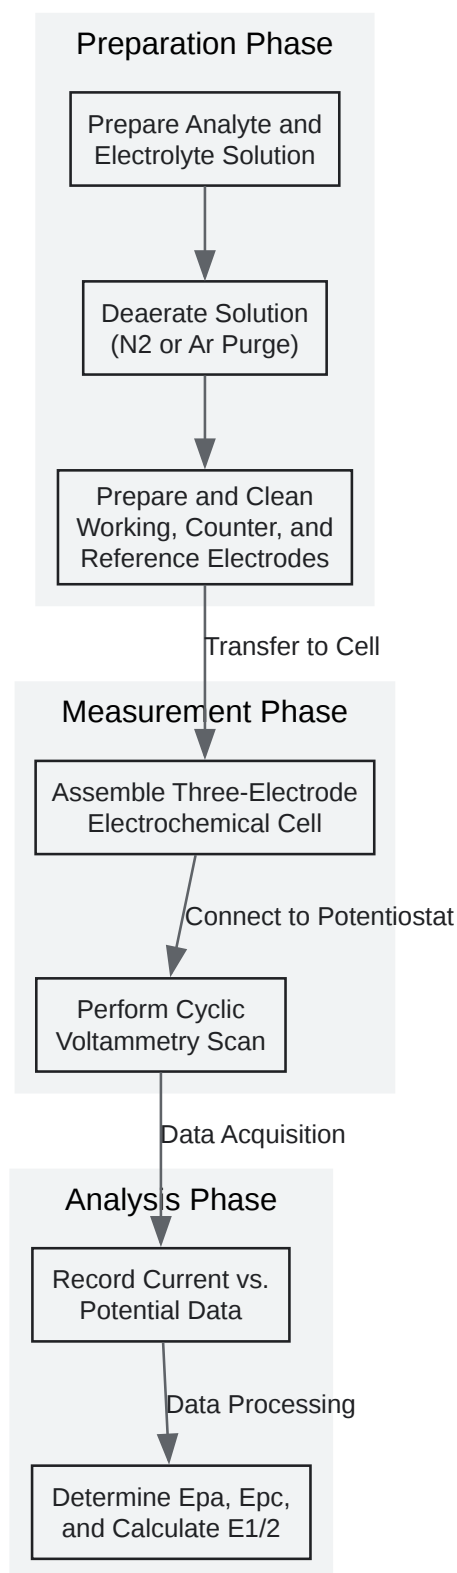 Preparation Phase
Prepare Analyte and
Electrolyte Solution
Deaerate Solution
(N2 or Ar Purge)
Prepare and Clean
Working, Counter, and
Reference Electrodes
Transfer to Cell
Measurement Phase
Assemble Three-Electrode
Electrochemical Cell
Connect to Potentiostat
Perform Cyclic
Voltammetry Scan
Data Acquisition
Analysis Phase
Record Current vs.
Potential Data
Data Processing
Determine Epa, Epc,
and Calculate E1/2